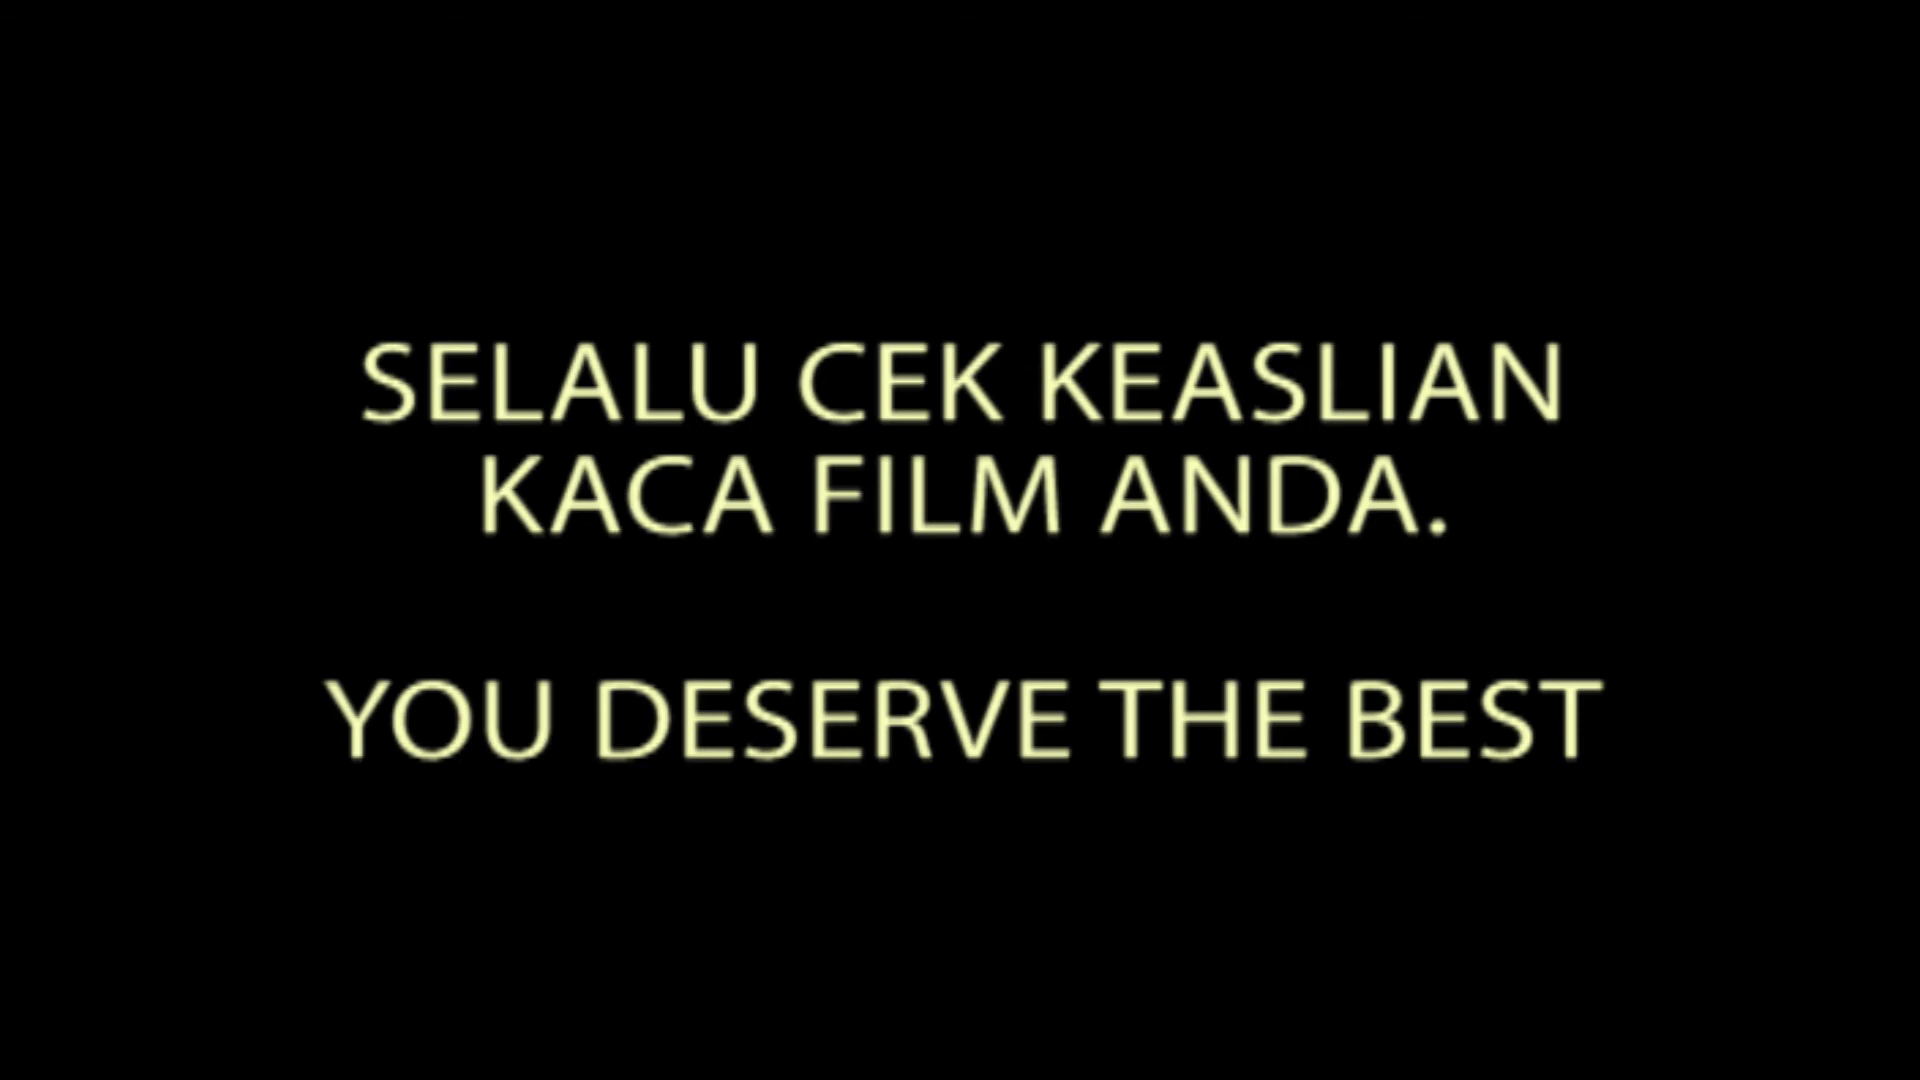 SELALU CEK KEASLIAN
KACA FILM ANDA.
YOU DESERVE THE BEST